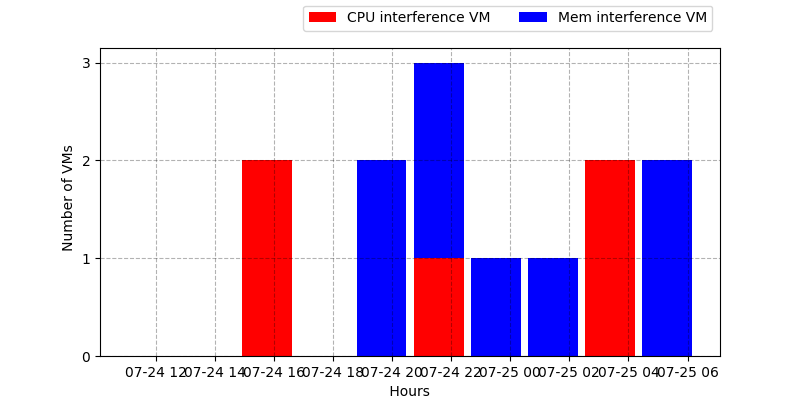 CPU interference VM Mem interference VM
3
2
1
0
Number of VMs
07-24 12 07-24 14 07-24 16 07-24 18 07-24 20 07-24 22 07-25 00 07-25 02 07-25 04 07-25 06
Hours